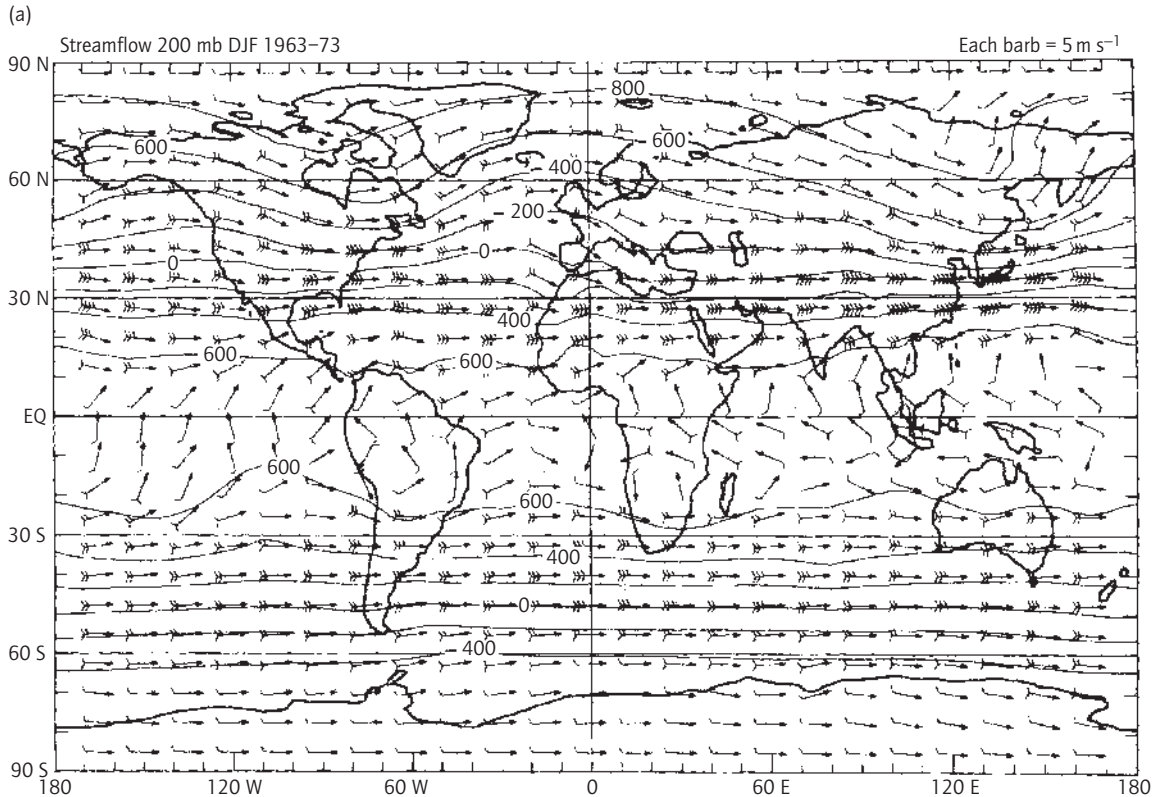 (a)
Streamflow 200 mb DJF 1963–73 Each barb = 5 m s⁻¹
90 N
800
600 600
60 N 400
– 200
0 0
30 N
400
600 600
EQ
600
600
30 S
400
0
60 S 400
90 S
180 120 W 60 W 0 60 E 120 E 180